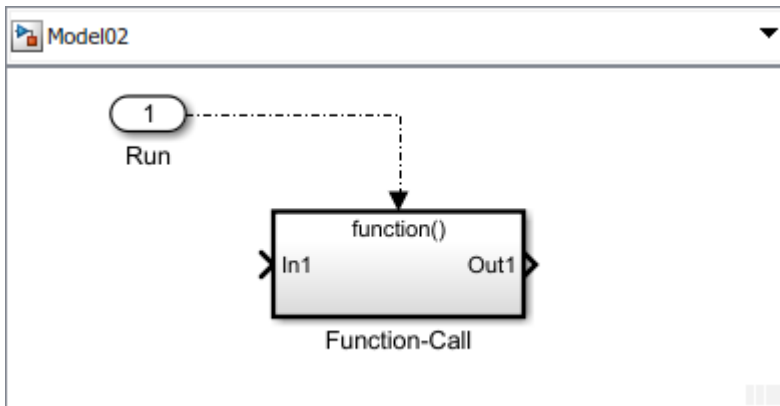 Model02
1
Run
function()
In1 Out1
Function-Call